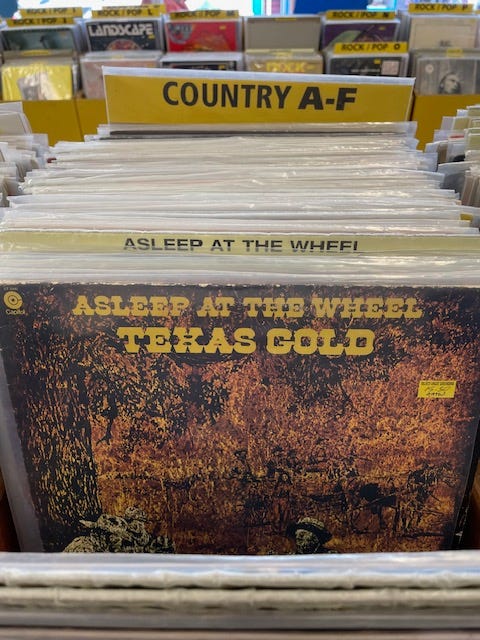 ROCK / POP L
ROCK / POP N
ROCK / POP P
LANDSCAPE
ROCK / POP O
COUNTRY A-F
ASLEEP AT THE WHEEL
Capitol
ASLEEP AT THE WHEEL
TEXAS GOLD